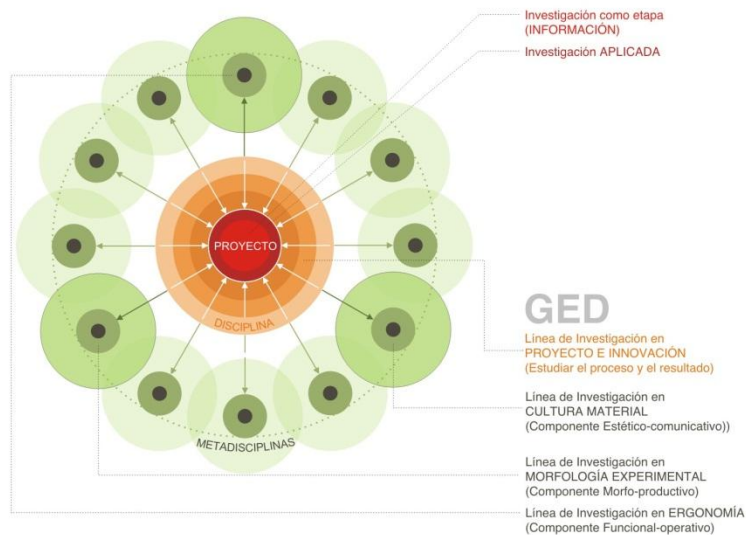 Investigación como etapa
(INFORMACIÓN)
Investigación APLICADA
PROYECTO
DISCIPLINA
METADISCIPLINAS
GED
Línea de Investigación en
PROYECTO E INNOVACIÓN
(Estudiar el proceso y el resultado)
Línea de Investigación en
CULTURA MATERIAL
(Componente Estético-comunicativo))
Línea de Investigación en
MORFOLOGÍA EXPERIMENTAL
(Componente Morfo-productivo)
Línea de Investigación en ERGONOMÍA
(Componente Funcional-operativo)